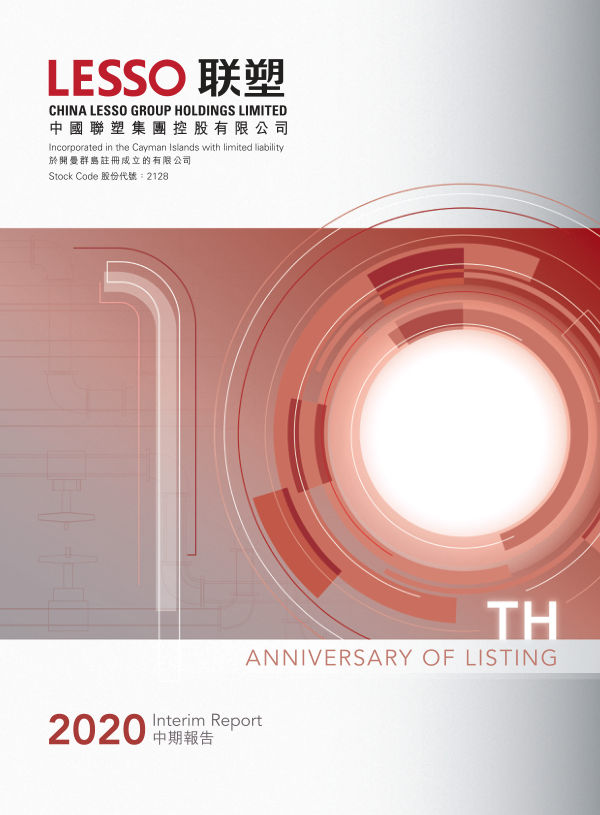 LESSO 联塑
CHINA LESSO GROUP HOLDINGS LIMITED
中國聯塑集團控股有限公司
Incorporated in the Cayman Islands with limited liability
於開曼群島註冊成立的有限公司
Stock Code 股份代號：2128
10
TH
ANNIVERSARY OF LISTING
2020 Interim Report
中期報告